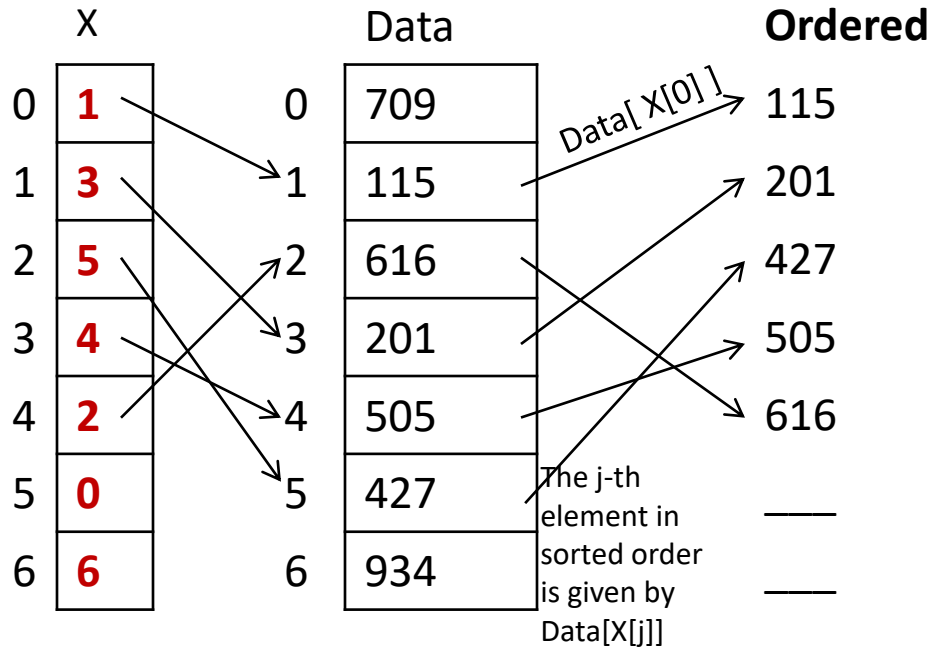 X Data Ordered
0 1 0 709 Data[ X[0] ] 115
1 3 1 115 201
2 5 2 616 427
3 4 3 201 505
4 2 4 505 616
5 0 5 427 ___
6 6 6 934 ___
The j-th
element in
sorted order
is given by
Data[X[j]]